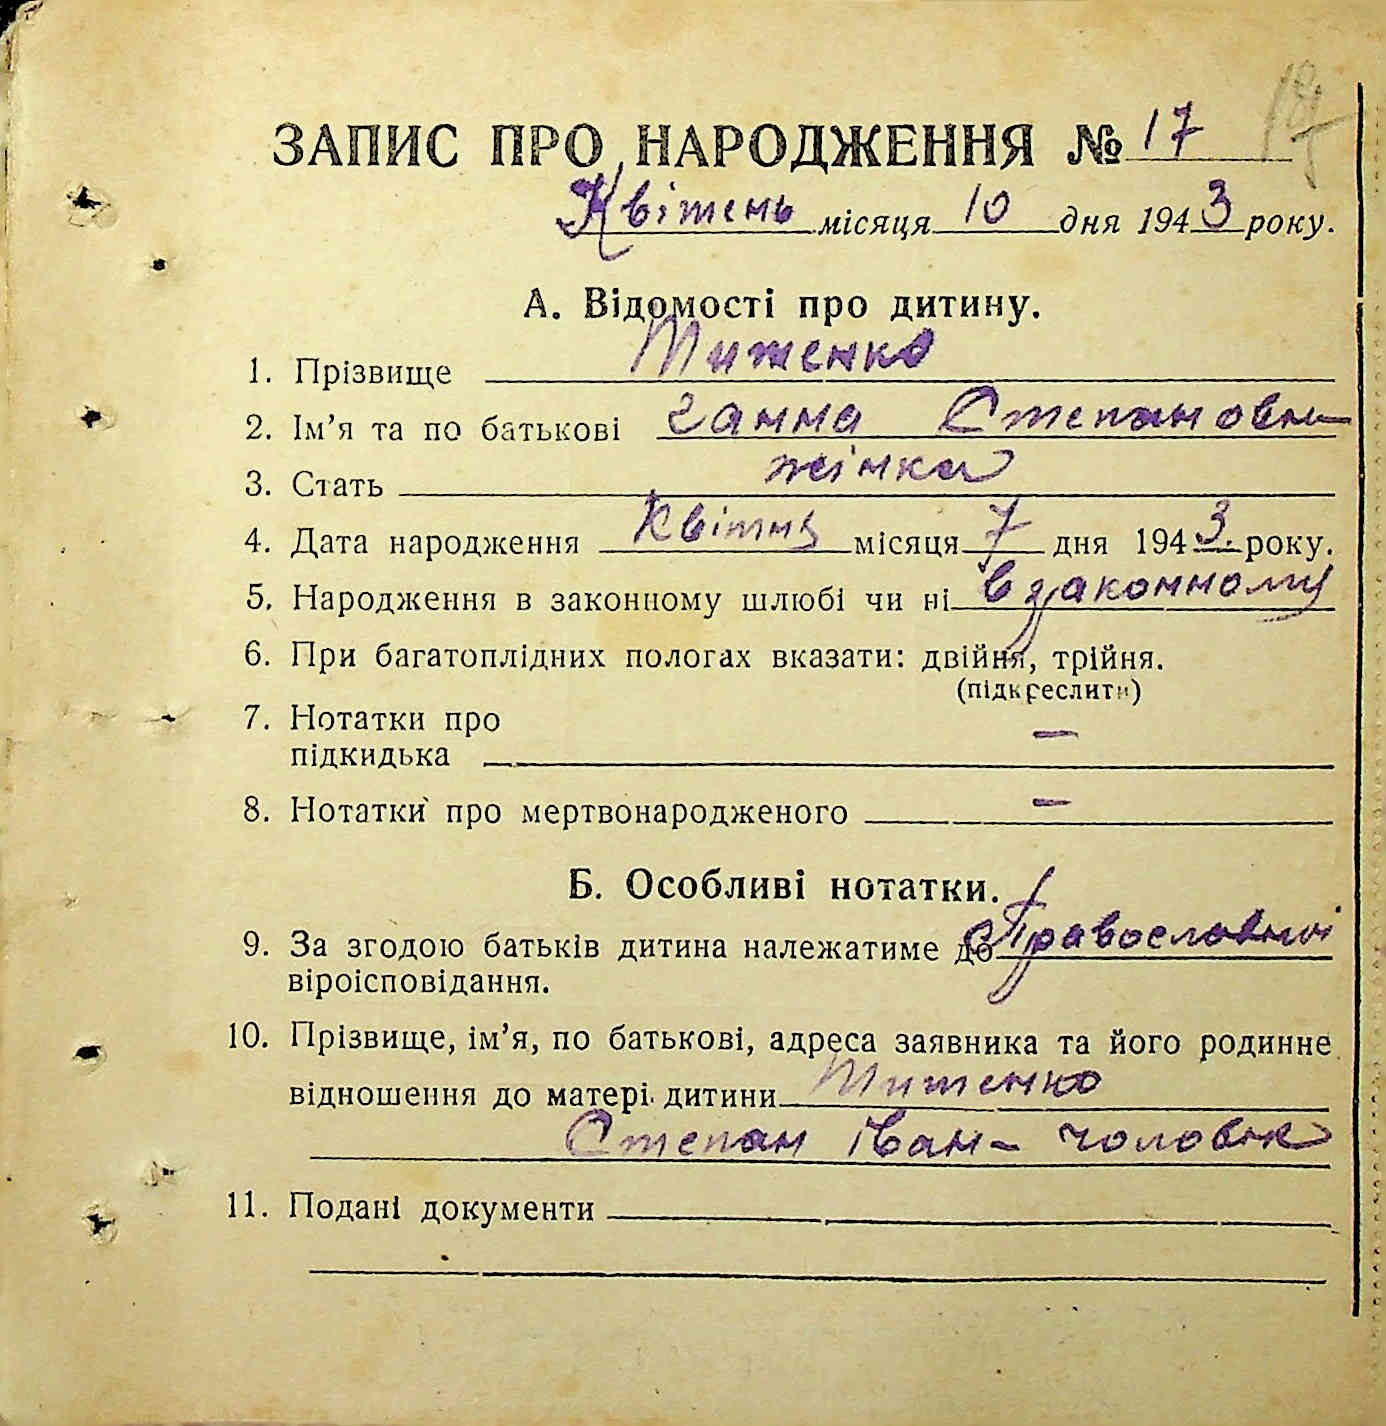 ЗАПИС ПРО НАРОДЖЕННЯ № 17
Квітень місяця 10 дня 1943 року.
А. Відомості про дитину.
1. Прізвище Тишенко
2. Ім’я та по батькові Ганна Степановна
3. Стать жінка
4. Дата народження Квітня місяця 7 дня 1943 року.
5. Народження в законному шлюбі чи ні в законному
6. При багатоплідних пологах вказати: двійня, трійня.
(підкреслити)
7. Нотатки про
підкидька —
8. Нотатки про мертвонародженого —
Б. Особливі нотатки.
9. За згодою батьків дитина належатиме до Православної
віроісповідання.
10. Прізвище, ім’я, по батькові, адреса заявника та його родинне
відношення до матері дитини Тишенко
Степан Іван- чоловік
11. Подані документи